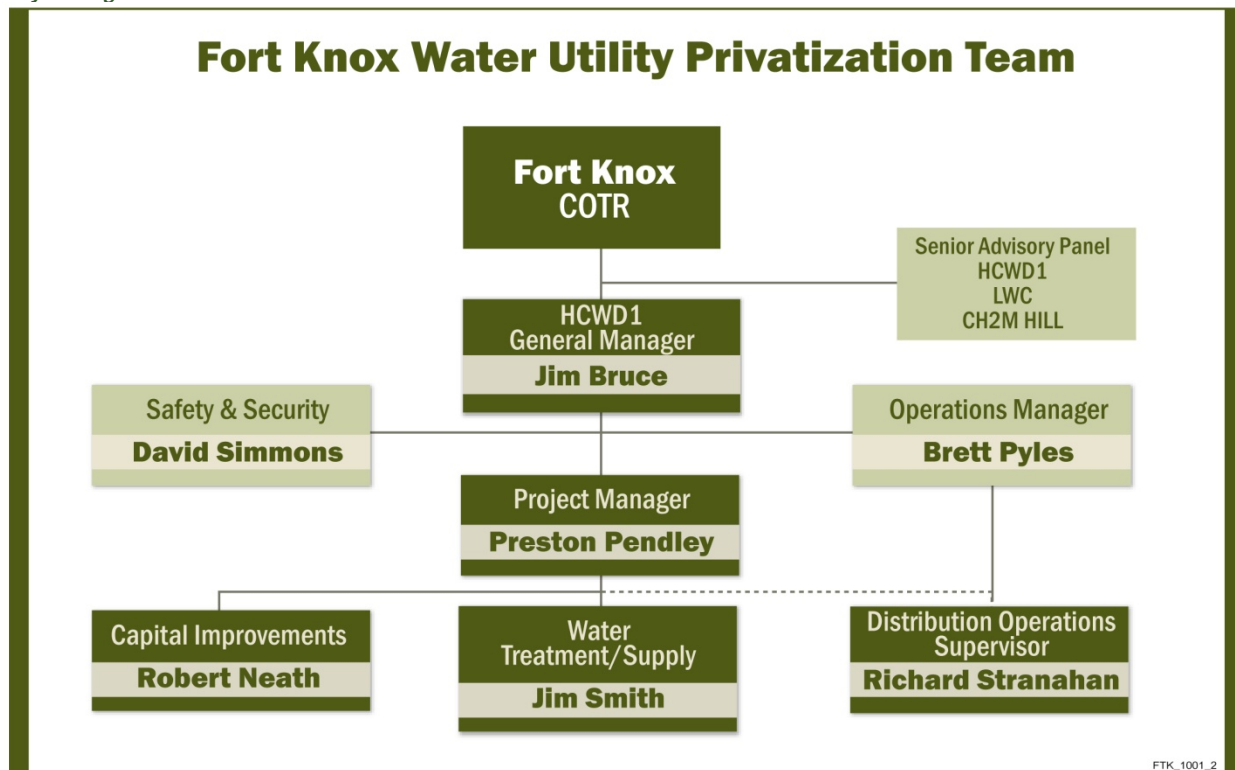 Fort Knox Water Utility Privatization Team
Fort Knox
COTR
Senior Advisory Panel
HCWD1
LWC
CH2M HILL
HCWD1
General Manager
Jim Bruce
Safety & Security
David Simmons
Operations Manager
Brett Pyles
Project Manager
Preston Pendley
Capital Improvements
Robert Neath
Water
Treatment/Supply
Jim Smith
Distribution Operations
Supervisor
Richard Stranahan
FTK_1001_2